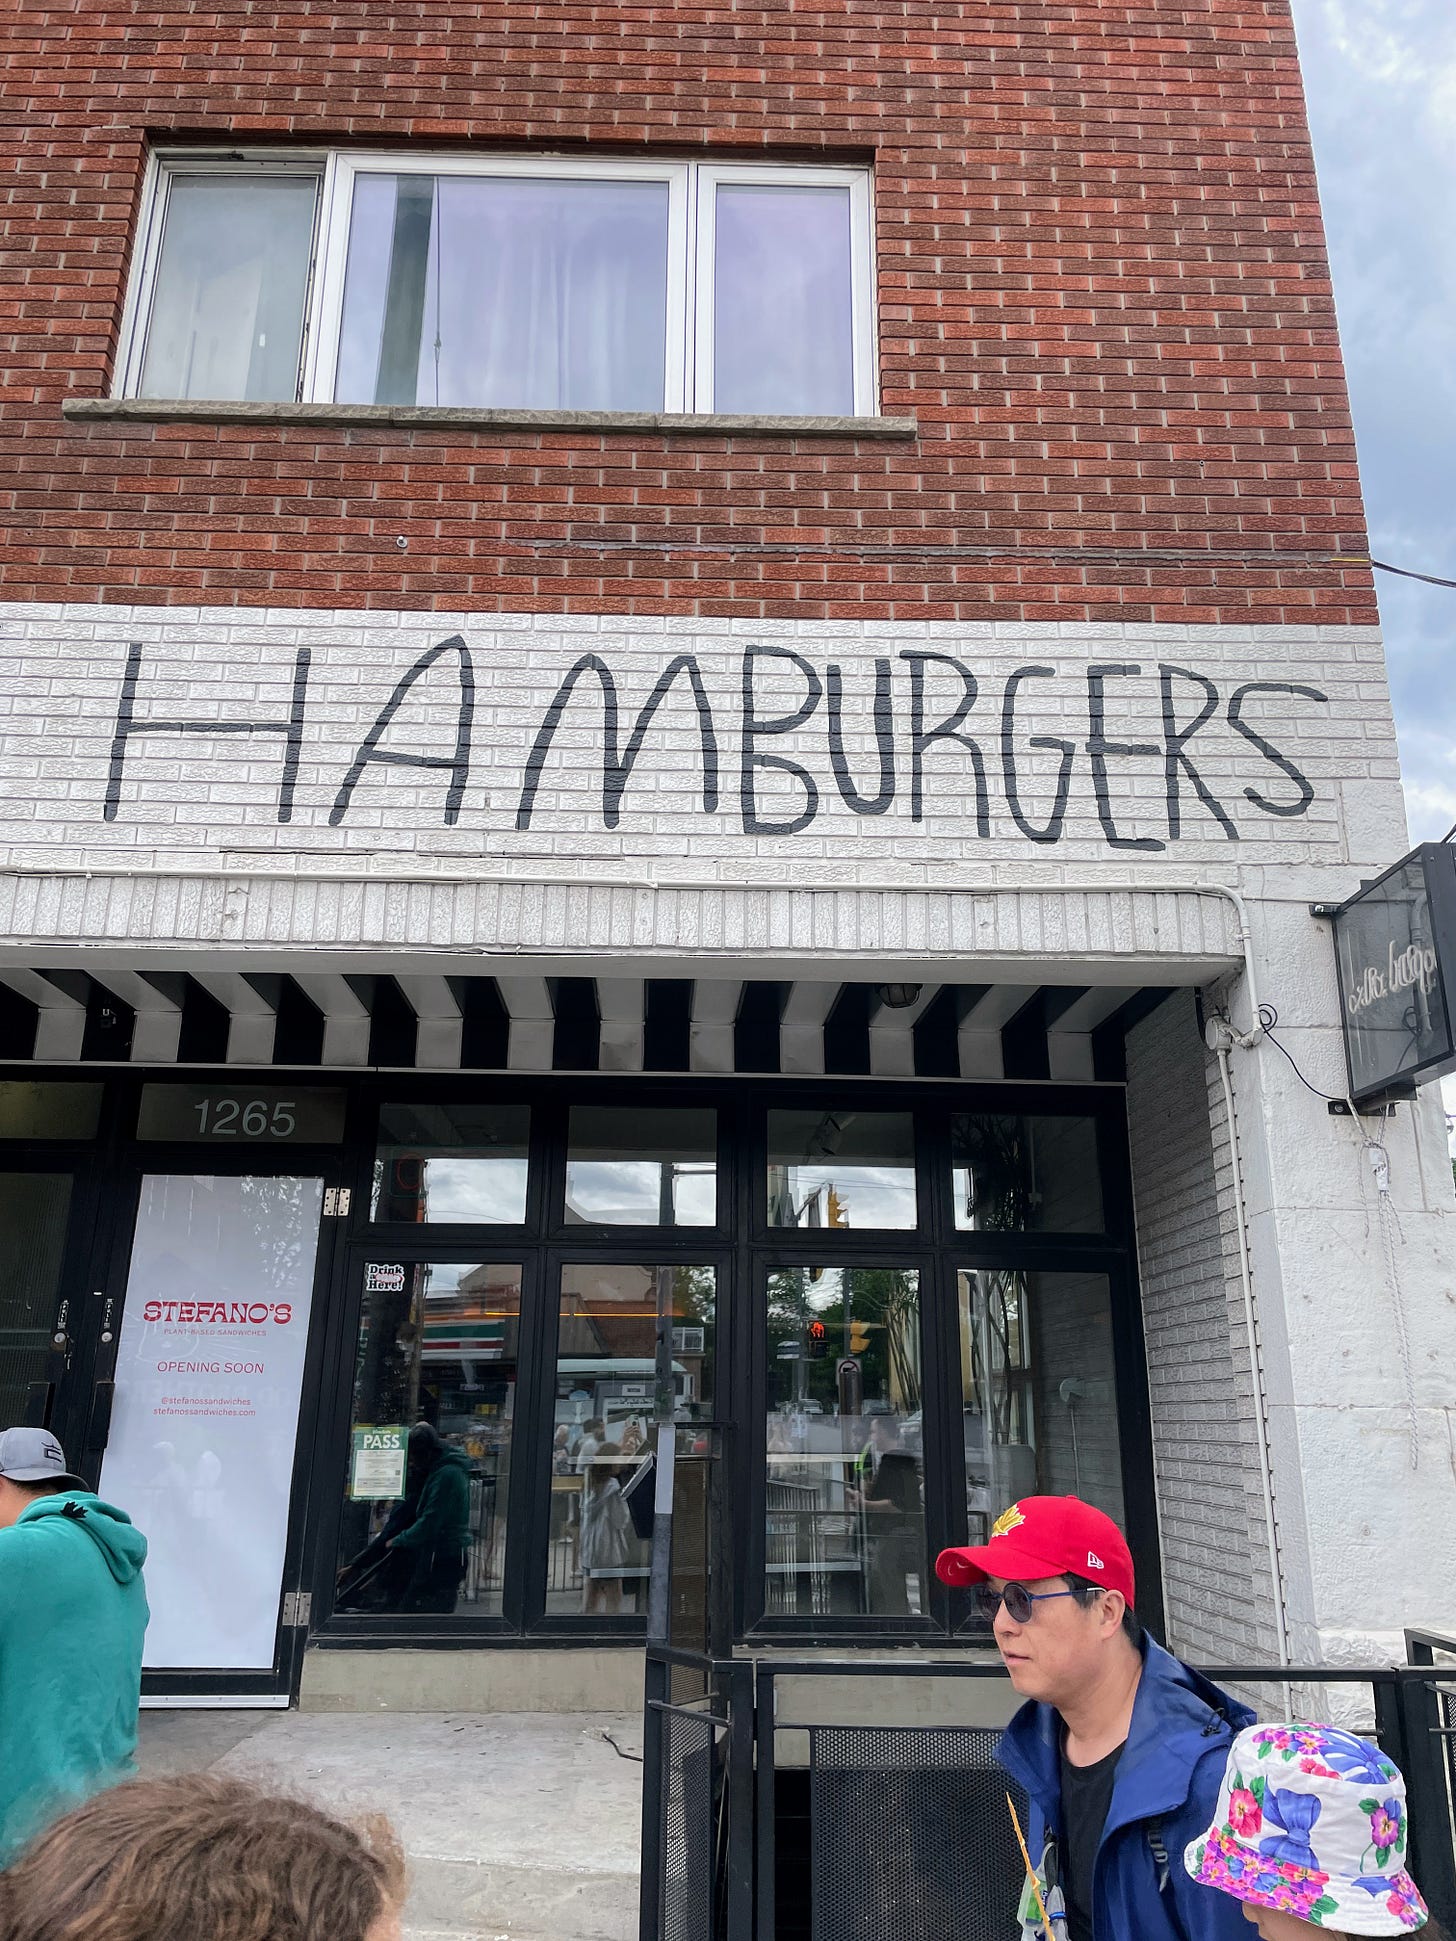 HAMBURGERS
1265
Drink
Here!
STEFANO'S
PLANT-BASED SANDWICHES
OPENING SOON
@stefanossandwiches
stefanossandwiches.com
PASS